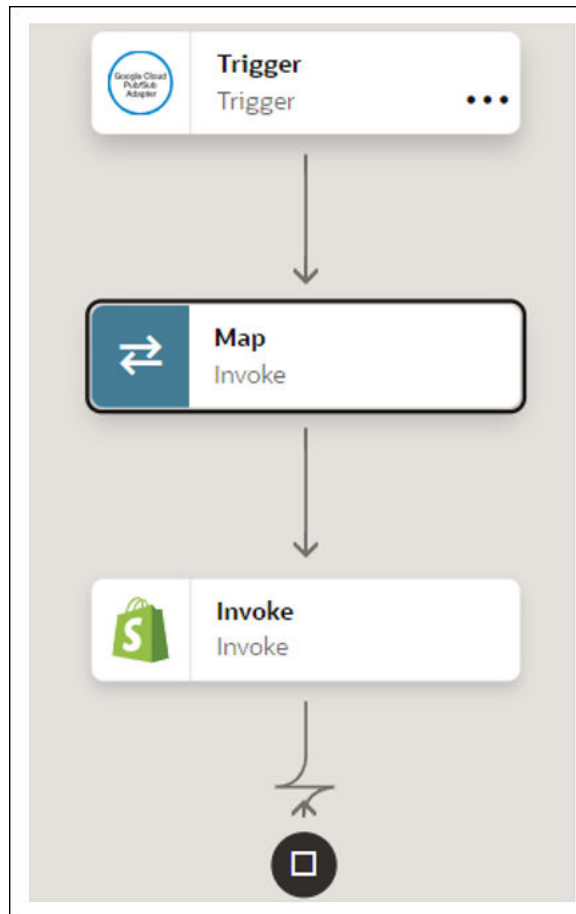 Google Cloud
Pub/Sub
Adapter
Trigger
Trigger
Map
Invoke
Invoke
Invoke